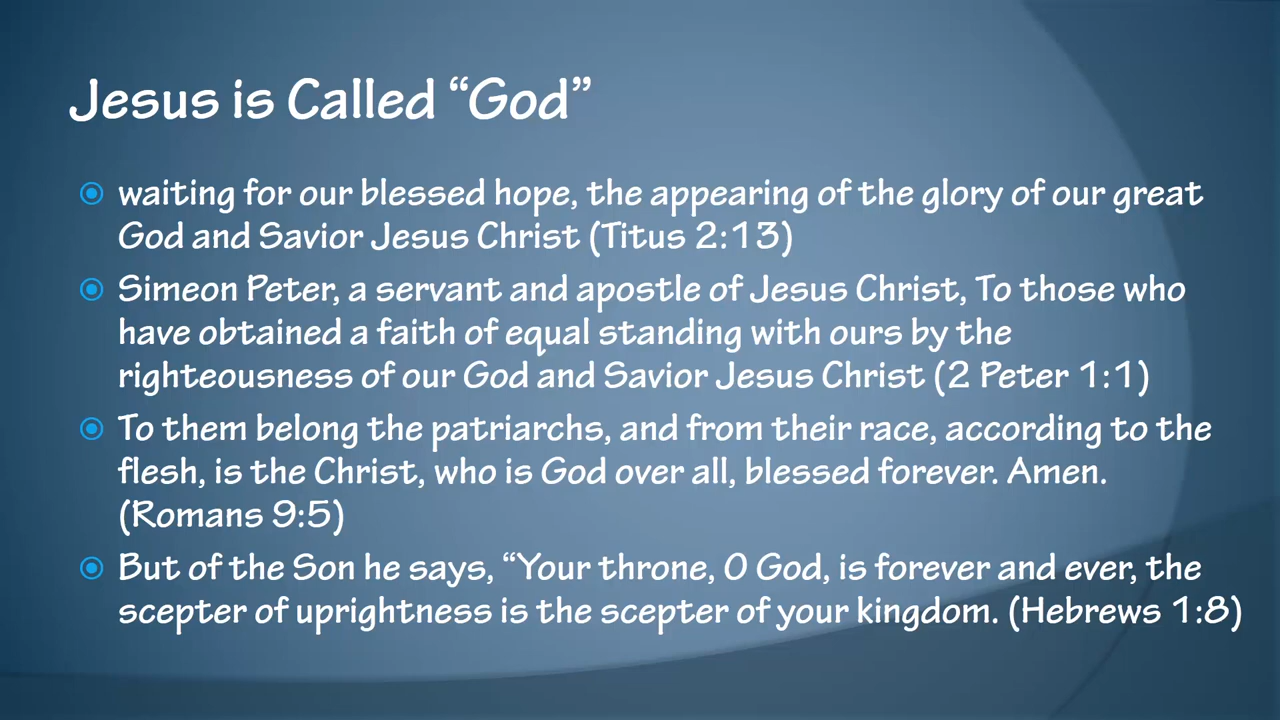 Jesus is Called “God”
waiting for our blessed hope, the appearing of the glory of our great
God and Savior Jesus Christ (Titus 2:13)
Simeon Peter, a servant and apostle of Jesus Christ, To those who
have obtained a faith of equal standing with ours by the
righteousness of our God and Savior Jesus Christ (2 Peter 1:1)
To them belong the patriarchs, and from their race, according to the
flesh, is the Christ, who is God over all, blessed forever. Amen.
(Romans 9:5)
But of the Son he says, “Your throne, O God, is forever and ever, the
scepter of uprightness is the scepter of your kingdom. (Hebrews 1:8)